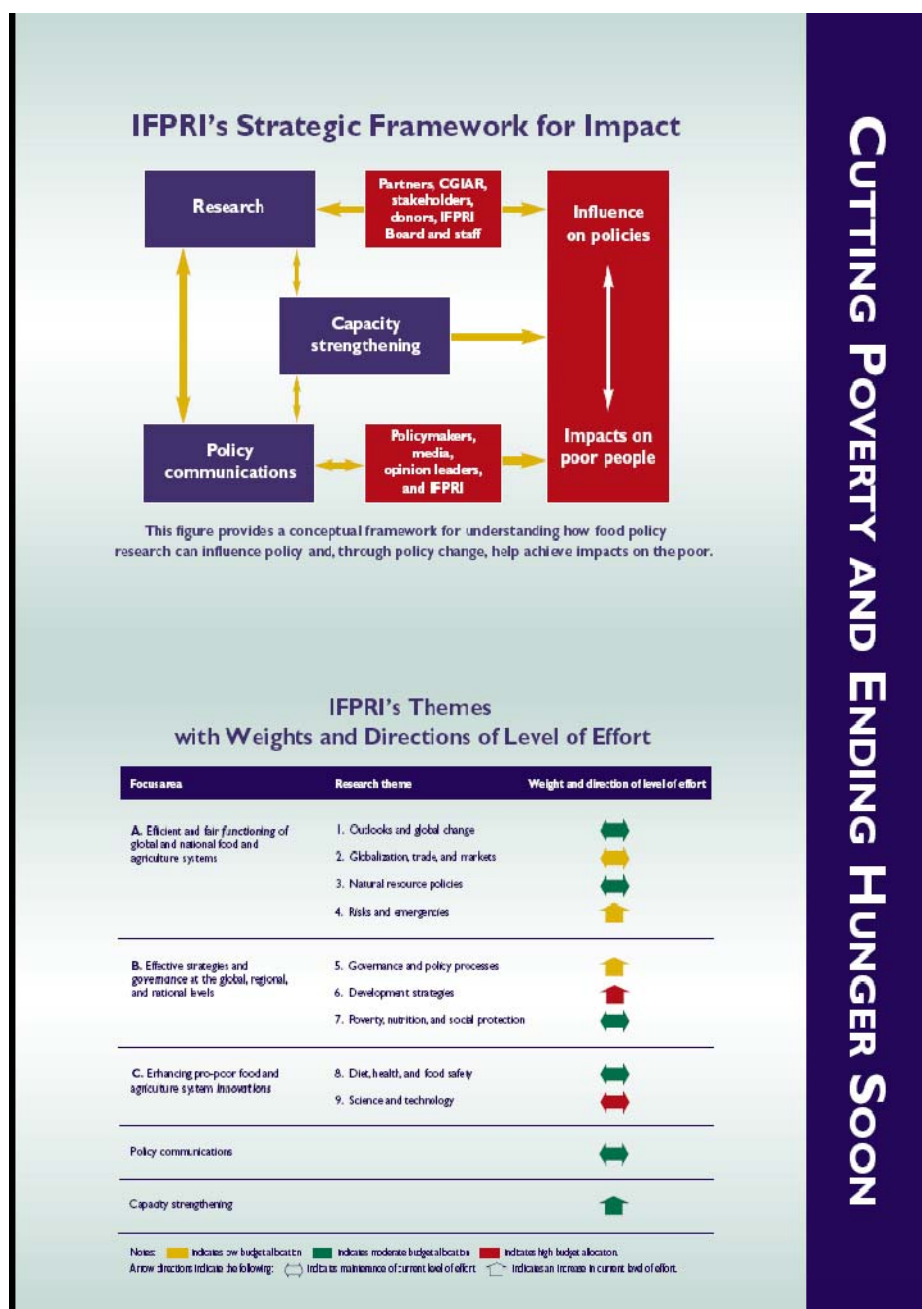 IFPRI's Strategic Framework for Impact
Research
Partners, CGIAR,
stakeholders,
donors, IFPRI
Board and staff
Influence
on policies
Capacity
strengthening
Policy
communications
Policymakers,
media,
opinion leaders,
and IFPRI
Impacts on
poor people
This figure provides a conceptual framework for understanding how food policy
research can influence policy and, through policy change, help achieve impacts on the poor.
IFPRI's Themes
with Weights and Directions of Level of Effort
Focus area Research theme Weight and direction of level of effort
A. Efficient and fair functioning of
global and national food and
agriculture systems
1. Outlooks and global change
2. Globalization, trade, and markets
3. Natural resource policies
4. Risks and emergencies
B. Effective strategies and
governance at the global, regional,
and national levels
5. Governance and policy processes
6. Development strategies
7. Poverty, nutrition, and social protection
C. Enhancing pro-poor food and
agriculture system innovations
8. Diet, health, and food safety
9. Science and technology
Policy communications
Capacity strengthening
Notes: Indicates low budget allocation Indicates moderate budget allocation Indicates high budget allocation.
Arrow directions indicate the following: Indicates maintenance of current level of effort. Indicates an increase in current level of effort.
CUTTING POVERTY AND ENDING HUNGER SOON